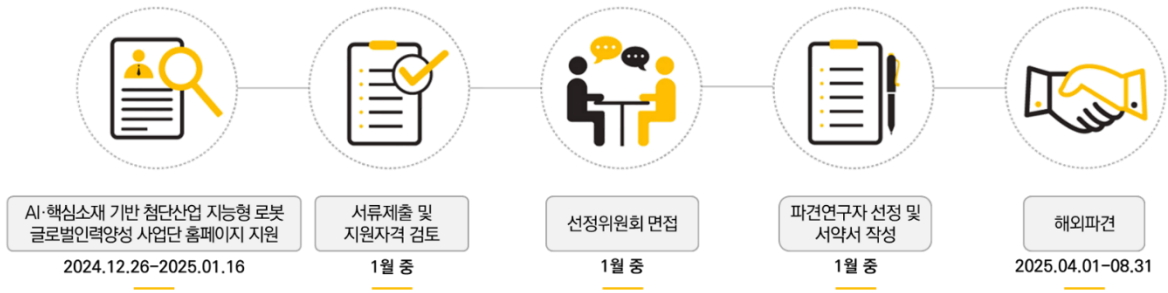 AI·핵심소재 기반 첨단산업 지능형 로봇
글로벌인력양성 사업단 홈페이지 지원
2024.12.26-2025.01.16
서류제출 및
지원자격 검토
1월 중
선정위원회 면접
1월 중
파견연구자 선정 및
서약서 작성
1월 중
해외파견
2025.04.01-08.31